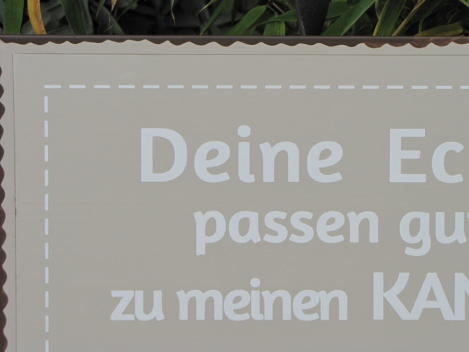 Deine Ec
passen gu
zu meinen KAN